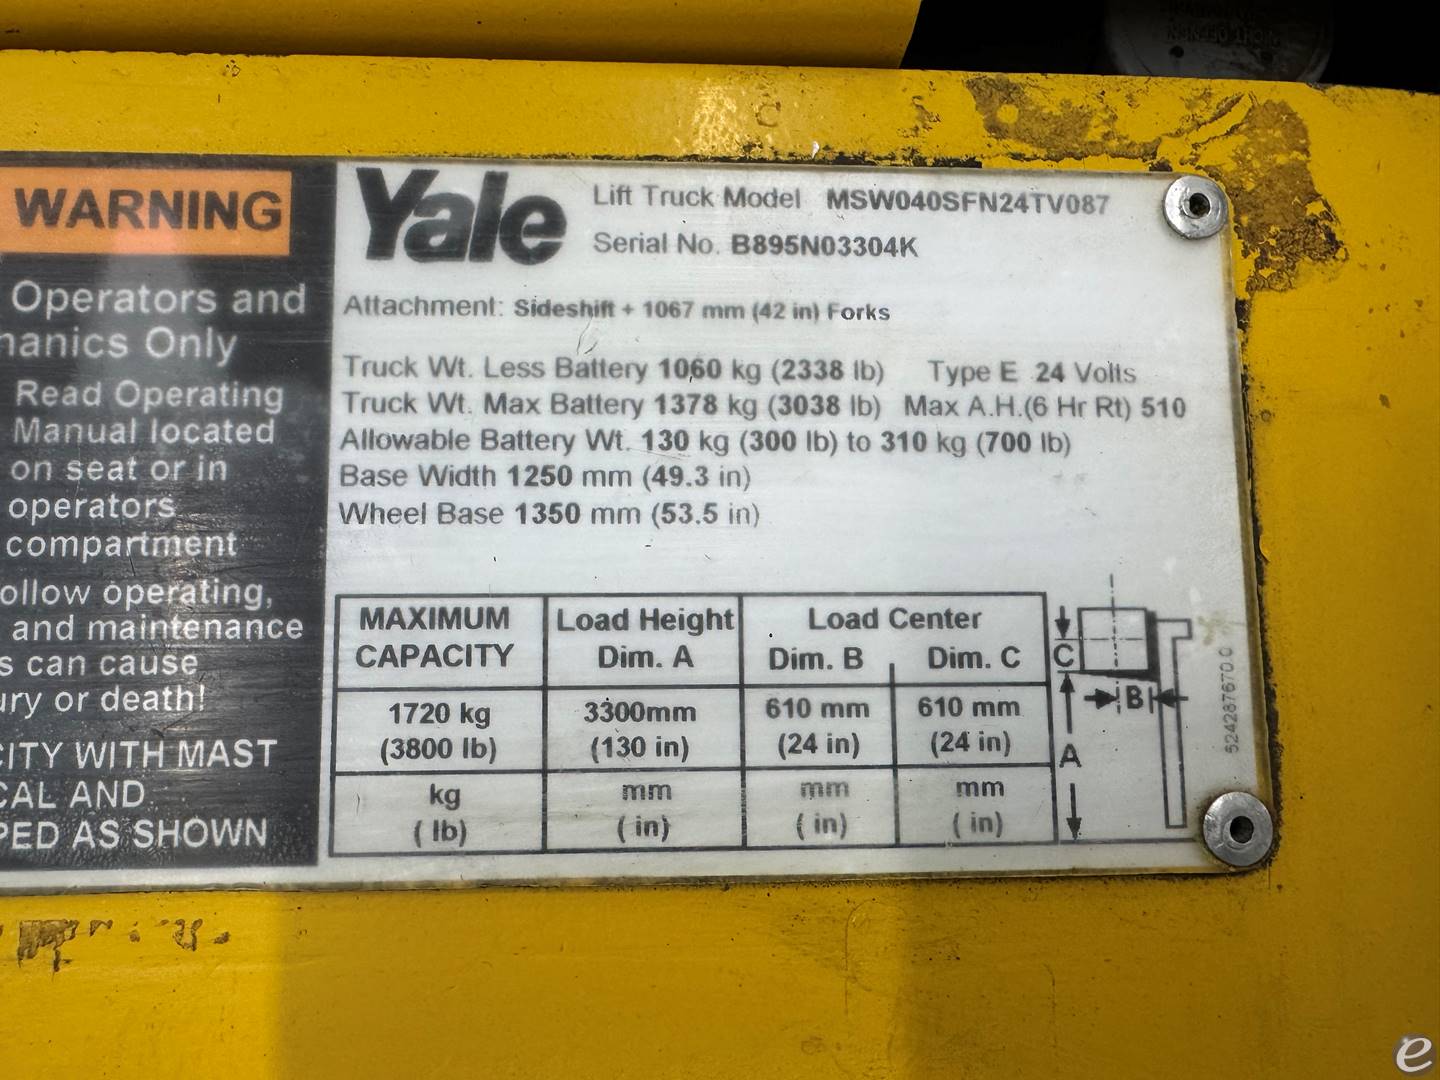 WARNING
Operators and
hanics Only
Read Operating
Manual located
on seat or in
operators
compartment
ollow operating,
and maintenance
s can cause
ury or death!
CITY WITH MAST
CAL AND
PED AS SHOWN
Yale
Lift Truck Model MSW040SFN24TV087
Serial No. B895N03304K
Attachment: Sideshift + 1067 mm (42 in) Forks
Truck Wt. Less Battery 1060 kg (2338 lb) Type E 24 Volts
Truck Wt. Max Battery 1378 kg (3038 lb) Max A.H.(6 Hr Rt) 510
Allowable Battery Wt. 130 kg (300 lb) to 310 kg (700 lb)
Base Width 1250 mm (49.3 in)
Wheel Base 1350 mm (53.5 in)
MAXIMUM CAPACITY Load Height Dim. A Load Center Dim. B Dim. C
1720 kg 3300mm 610 mm 610 mm
(3800 lb) (130 in) (24 in) (24 in)
kg mm mm mm
( lb) ( in) ( in) ( in)
C
B
A
524287670.0
e